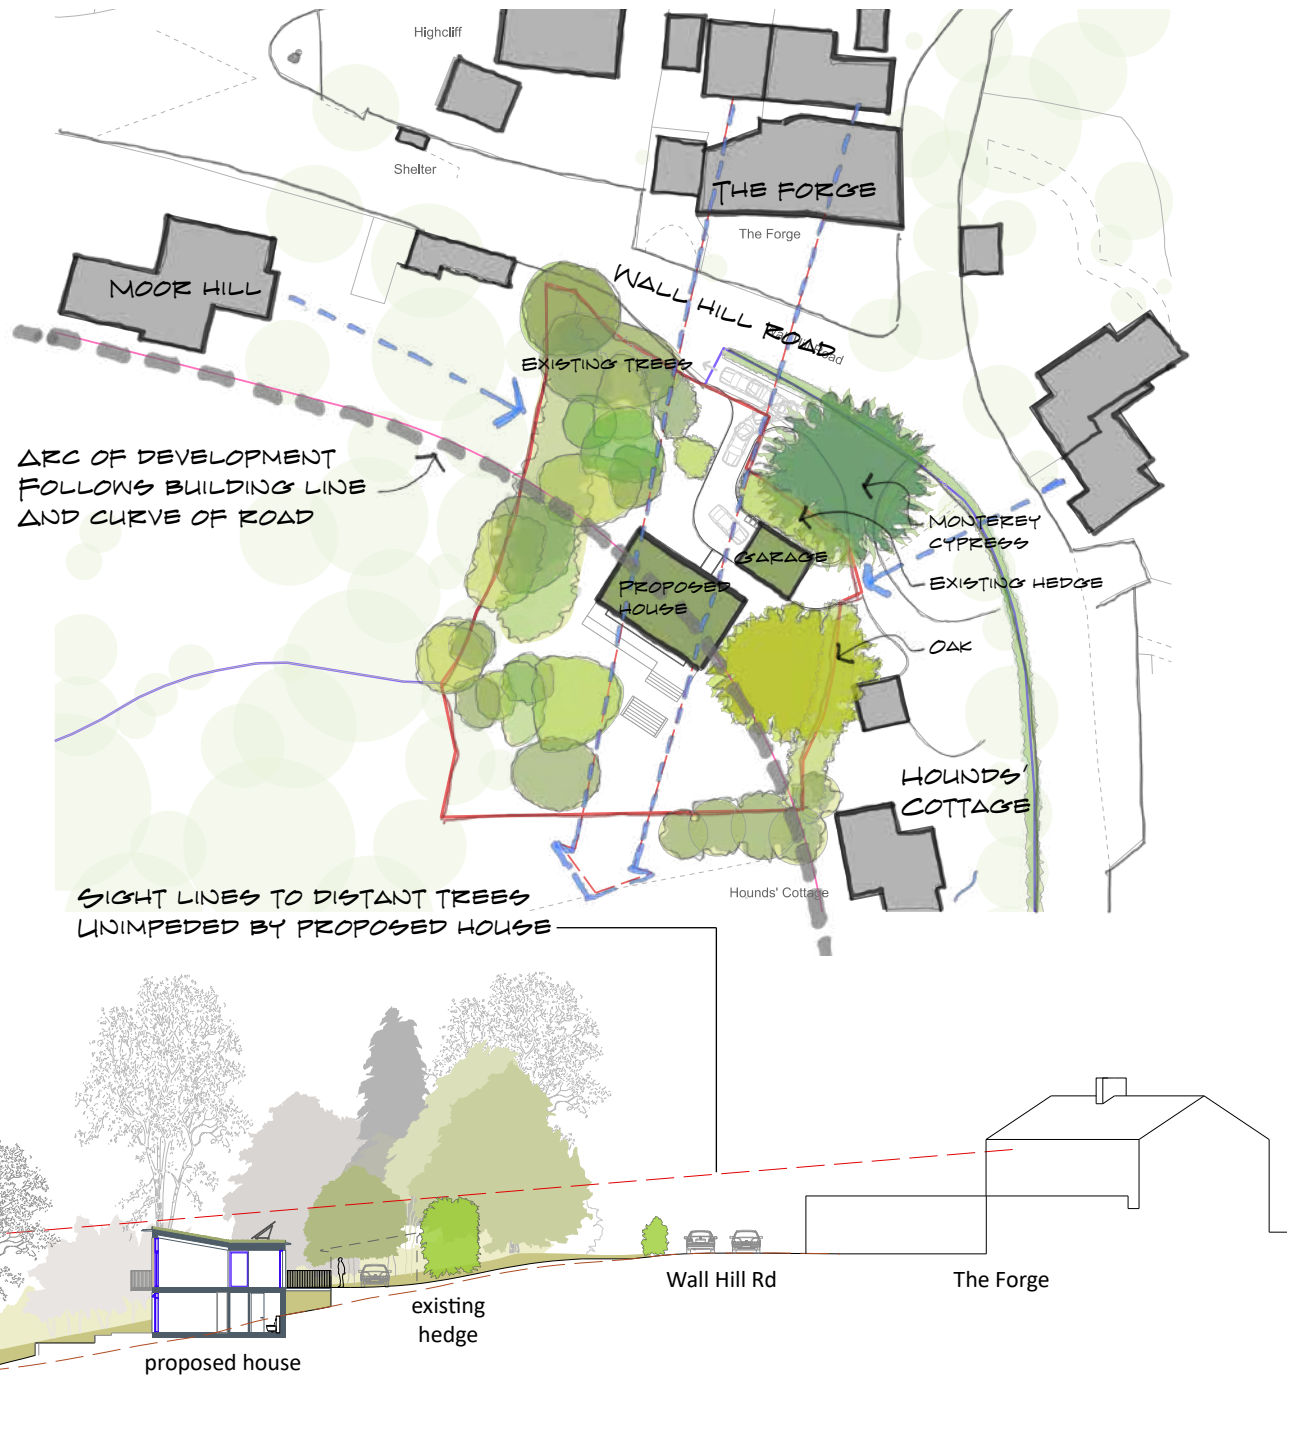 Highcliff
Shelter
THE FORGE
The Forge
MOOR HILL
WALL HILL ROAD
EXISTING TREES
ARC OF DEVELOPMENT
FOLLOWS BUILDING LINE
AND CURVE OF ROAD
MONTEREY
CYPRESS
GARAGE
EXISTING HEDGE
PROPOSED
HOUSE
OAK
HOUNDS'
COTTAGE
Hounds' Cottage
SIGHT LINES TO DISTANT TREES
UNIMPEDED BY PROPOSED HOUSE
Wall Hill Rd
The Forge
existing
hedge
proposed house